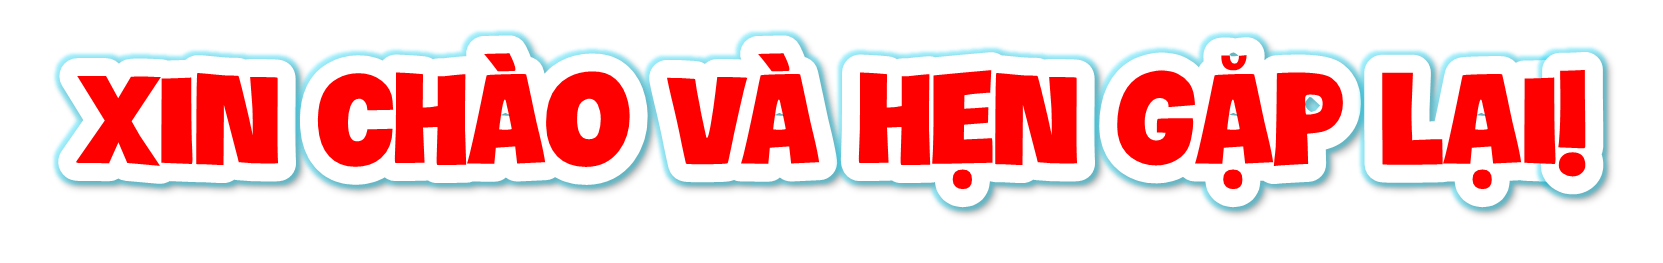 XIN CHÀO VÀ HẸN GẶP LẠI!